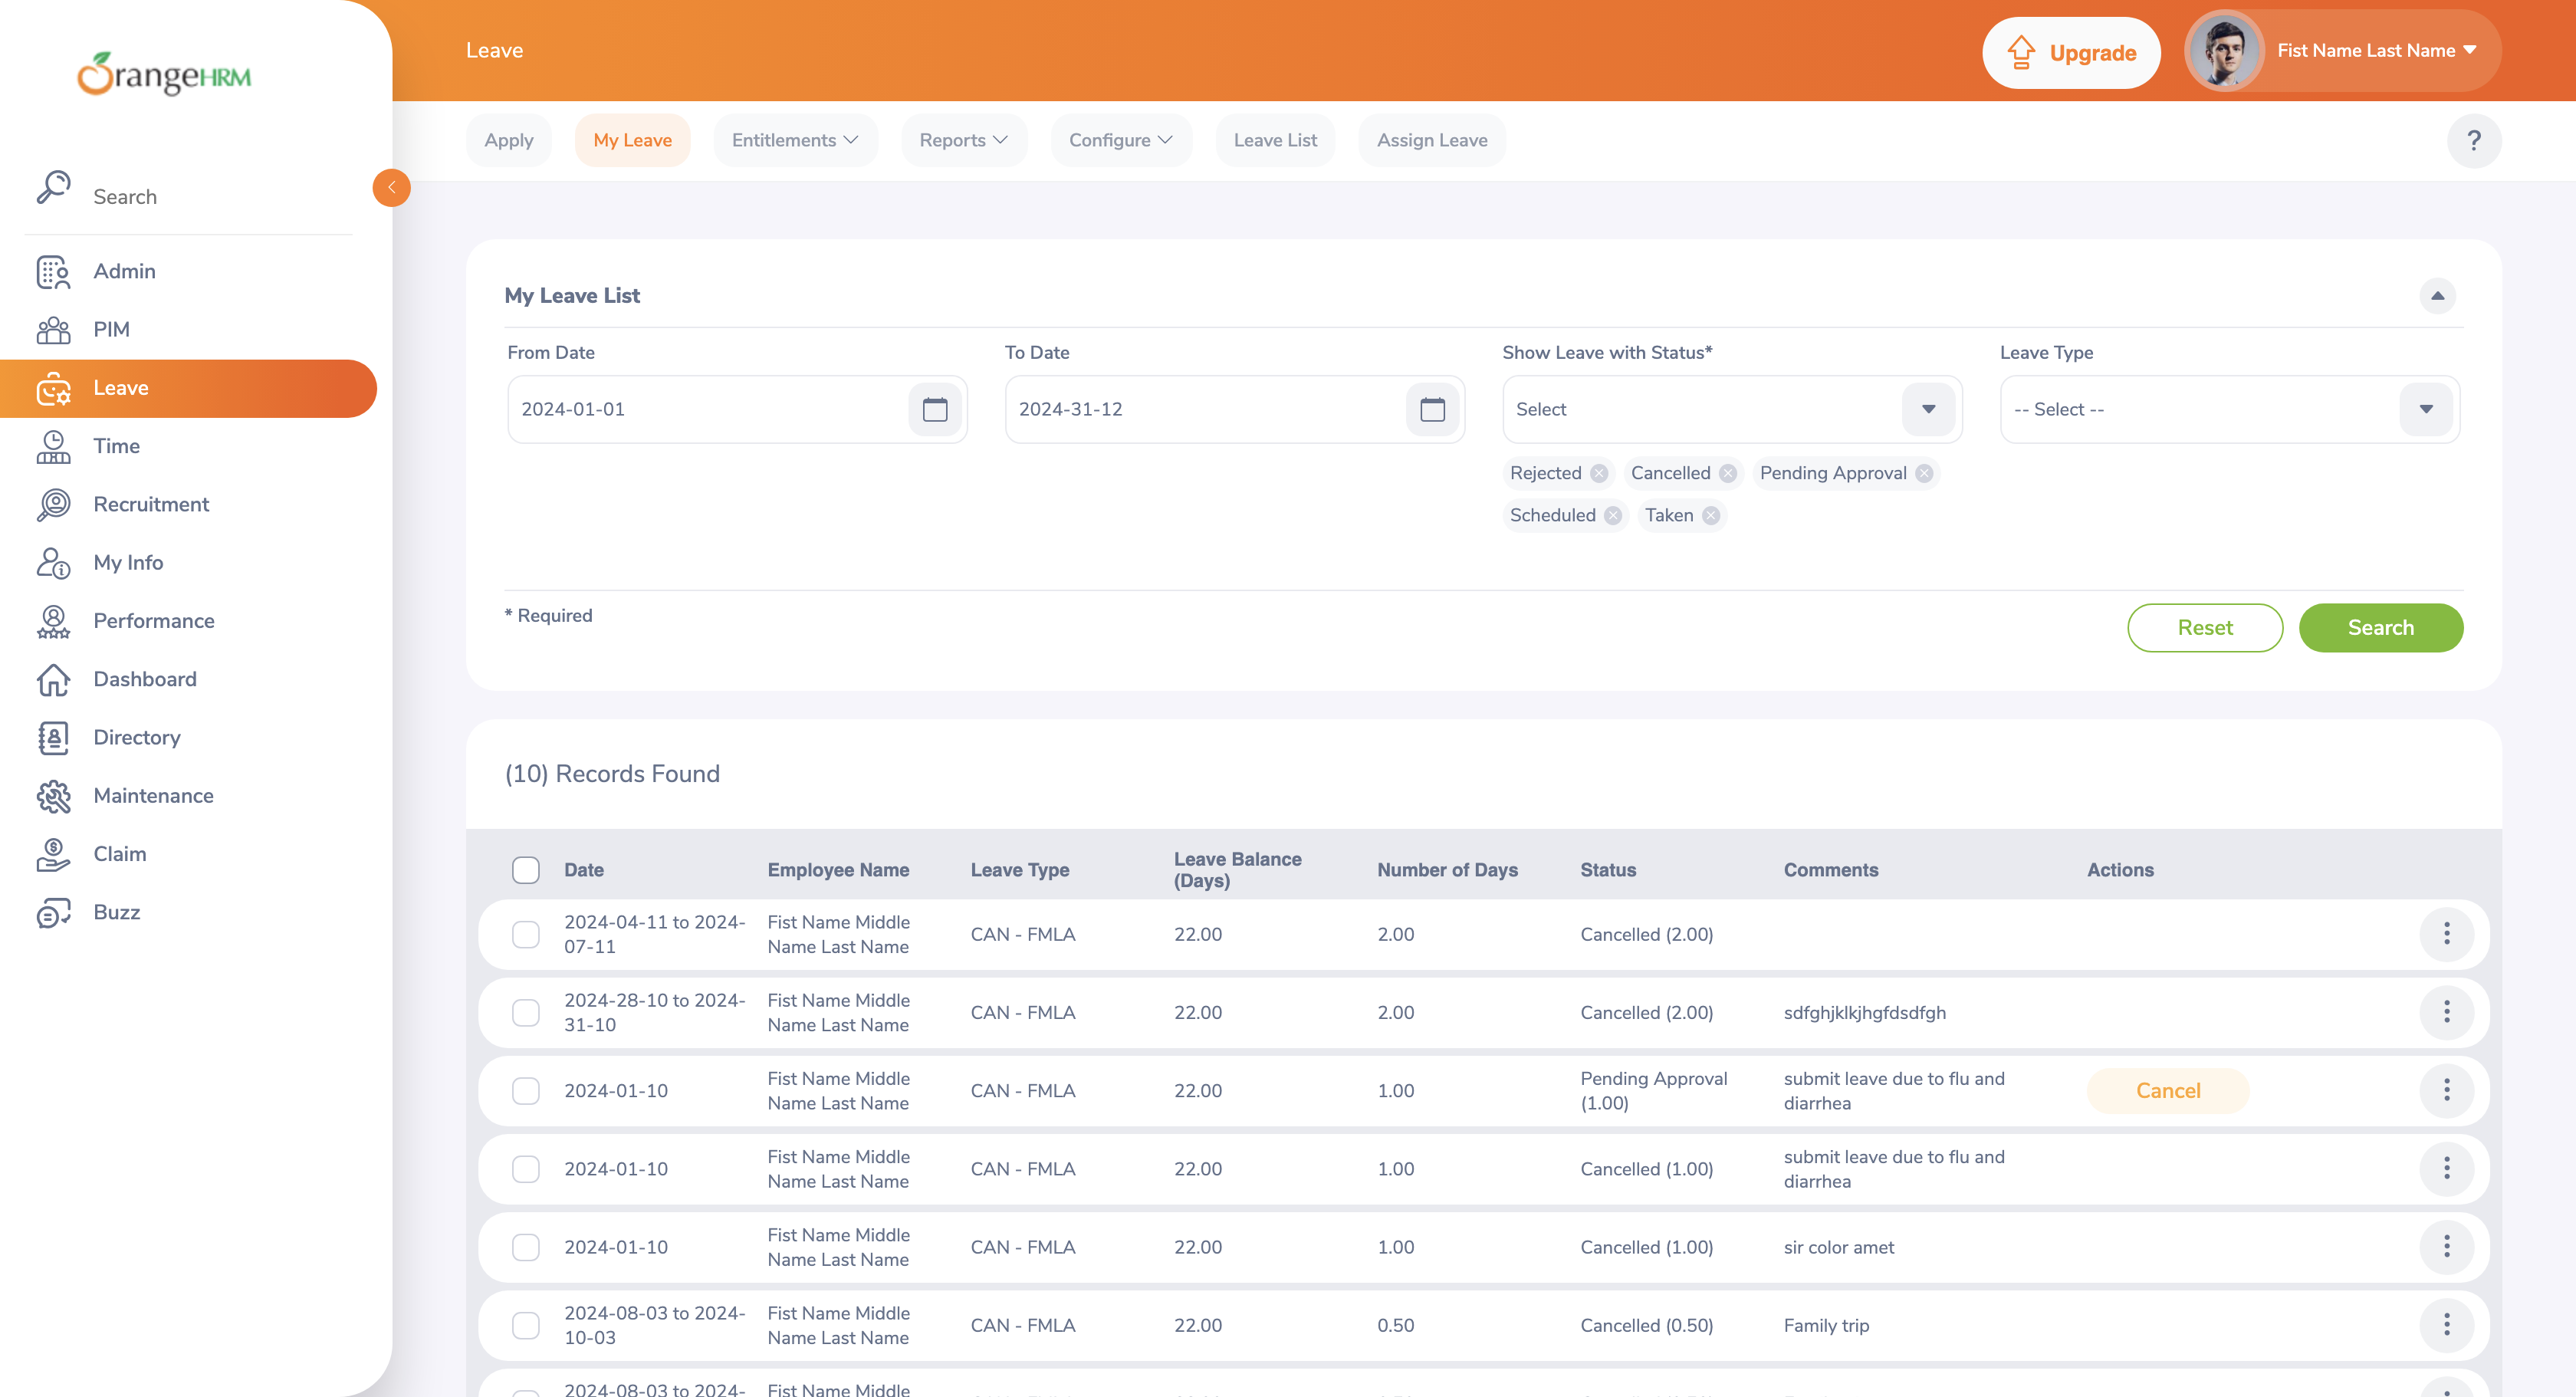 OrangeHRM
Leave
Upgrade
Fist Name Last Name
Apply
My Leave
Entitlements
Reports
Configure
Leave List
Assign Leave
?
Search
Admin
PIM
Leave
Time
Recruitment
My Info
Performance
Dashboard
Directory
Maintenance
Claim
Buzz
My Leave List
From Date
To Date
Show Leave with Status*
Leave Type
2024-01-01
2024-31-12
Select
-- Select --
Rejected
Cancelled
Pending Approval
Scheduled
Taken
* Required
Reset
Search
(10) Records Found
Date
Employee Name
Leave Type
Leave Balance
(Days)
Number of Days
Status
Comments
Actions
2024-04-11 to 2024-
07-11
Fist Name Middle
Name Last Name
CAN - FMLA
22.00
2.00
Cancelled (2.00)
2024-28-10 to 2024-
31-10
Fist Name Middle
Name Last Name
CAN - FMLA
22.00
2.00
Cancelled (2.00)
sdfghjklkjhgfdsdfgh
2024-01-10
Fist Name Middle
Name Last Name
CAN - FMLA
22.00
1.00
Pending Approval
(1.00)
submit leave due to flu and
diarrhea
Cancel
2024-01-10
Fist Name Middle
Name Last Name
CAN - FMLA
22.00
1.00
Cancelled (1.00)
submit leave due to flu and
diarrhea
2024-01-10
Fist Name Middle
Name Last Name
CAN - FMLA
22.00
1.00
Cancelled (1.00)
sir color amet
2024-08-03 to 2024-
10-03
Fist Name Middle
Name Last Name
CAN - FMLA
22.00
0.50
Cancelled (0.50)
Family trip
2024-08-03 to 2024-
Fist Name Middle